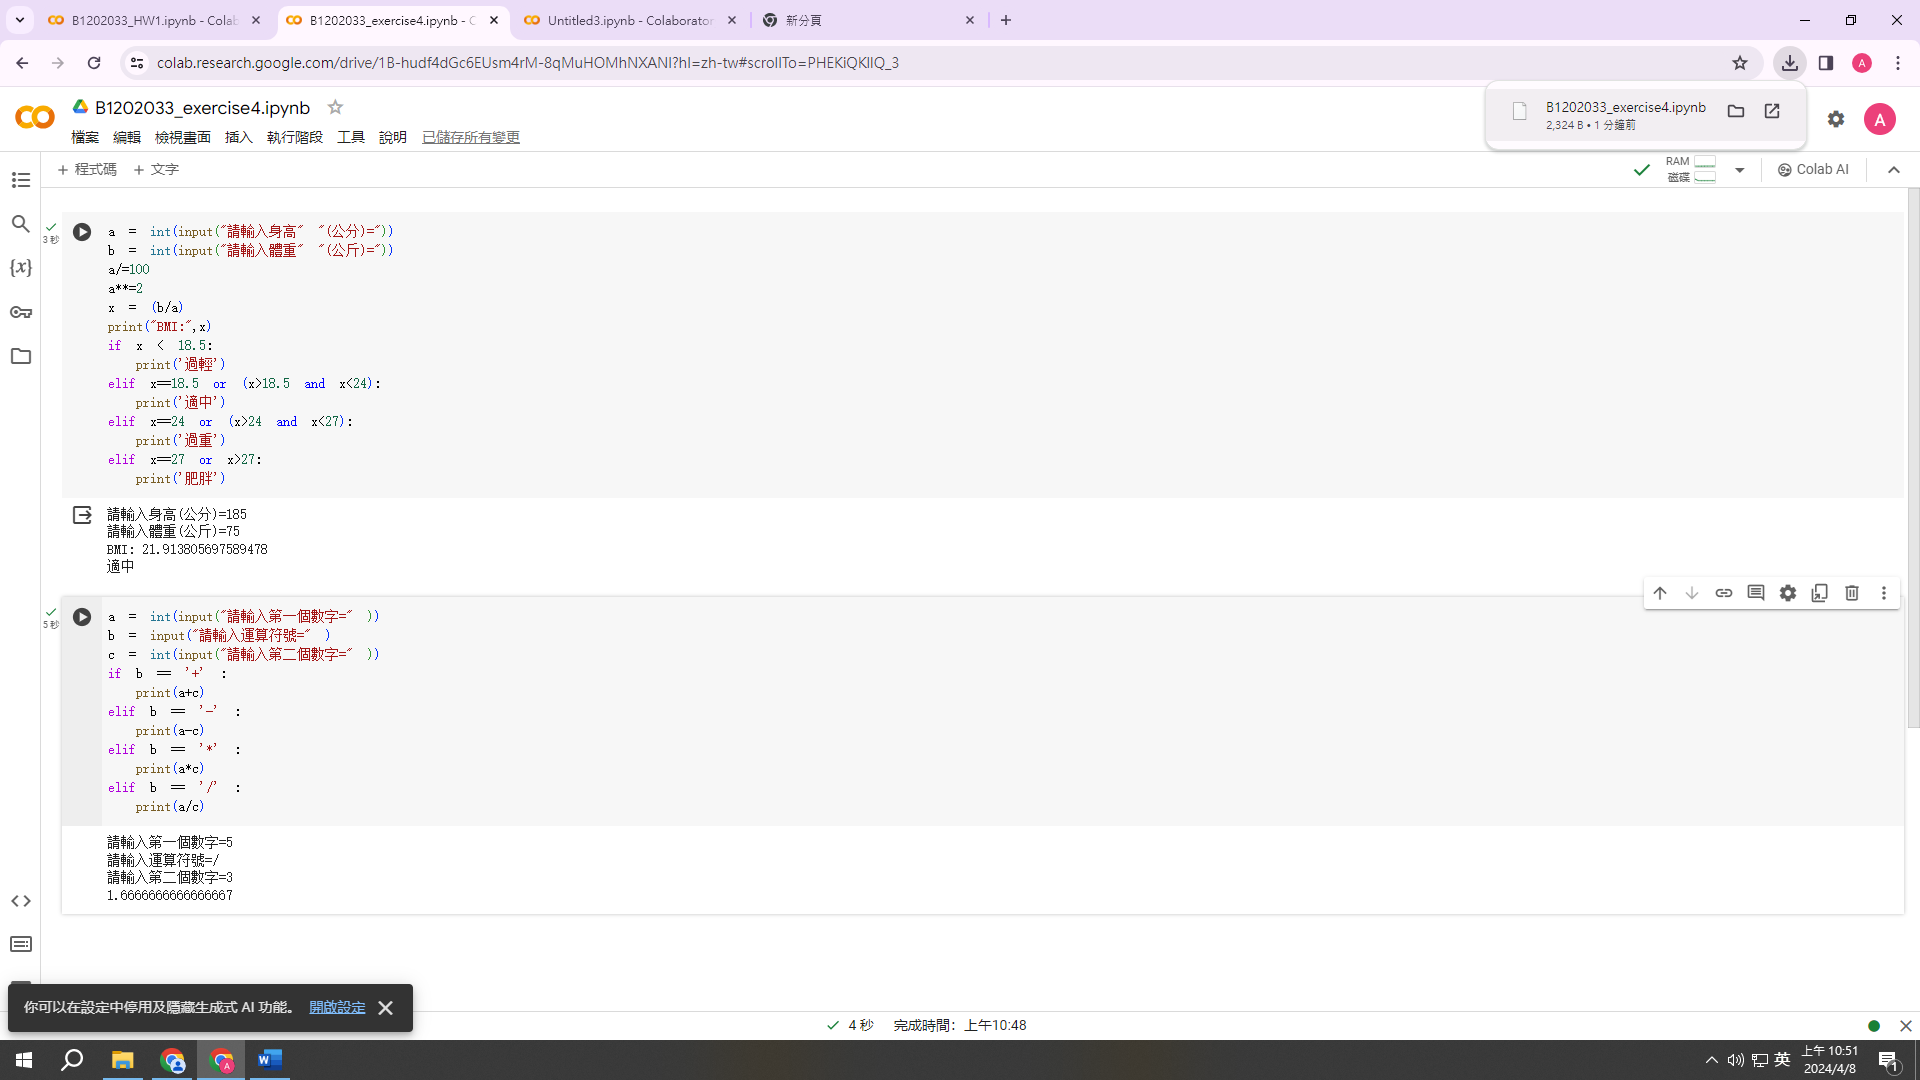 B1202033_HW1.ipynb - Colab
B1202033_exercise4.ipynb - C
Untitled3.ipynb - Colaborator
新分頁
colab.research.google.com/drive/1B-hudf4dGc6EUsm4rM-8qMuHOMhNXANI?hl=zh-tw#scrollTo=PHEKiQKlIQ_3
A
B1202033_exercise4.ipynb
B1202033_exercise4.ipynb
2,324 B • 1 分鐘前
A
檔案 編輯 檢視畫面 插入 執行階段 工具 說明 已儲存所有變更
+ 程式碼 + 文字
RAM
磁碟
Colab AI
3 秒
a = int(input("請輸入身高" "(公分)="))
b = int(input("請輸入體重" "(公斤)="))
a/=100
a**=2
x = (b/a)
print("BMI:",x)
if x < 18.5:
print('過輕')
elif x==18.5 or (x>18.5 and x<24):
print('適中')
elif x==24 or (x>24 and x<27):
print('過重')
elif x==27 or x>27:
print('肥胖')
請輸入身高(公分)=185
請輸入體重(公斤)=75
BMI: 21.913805697589478
適中
5 秒
a = int(input("請輸入第一個數字=" ))
b = input("請輸入運算符號=" )
c = int(input("請輸入第二個數字=" ))
if b == '+' :
print(a+c)
elif b == '-' :
print(a-c)
elif b == '*' :
print(a*c)
elif b == '/' :
print(a/c)
請輸入第一個數字=5
請輸入運算符號=/
請輸入第二個數字=3
1.6666666666666667
你可以在設定中停用及隱藏生成式 AI 功能。 開啟設定
4 秒 完成時間：上午10:48
英
上午 10:51
2024/4/8
1